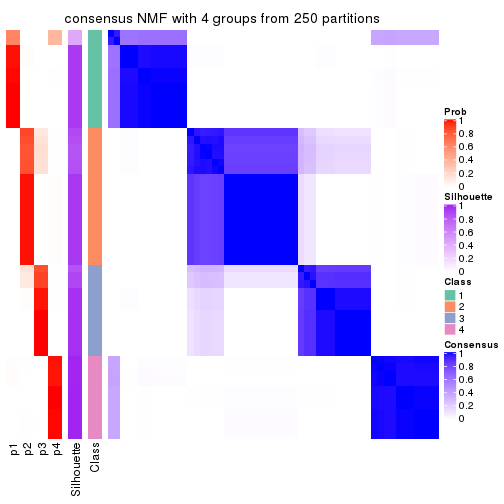 consensus NMF with 4 groups from 250 partitions
Prob
1
0.8
0.6
0.4
0.2
0
Silhouette
1
0.8
0.6
0.4
0.2
0
Class
1
2
3
4
Consensus
1
0.8
0.6
0.4
0.2
0
p1
p2
p3
p4
Silhouette
Class